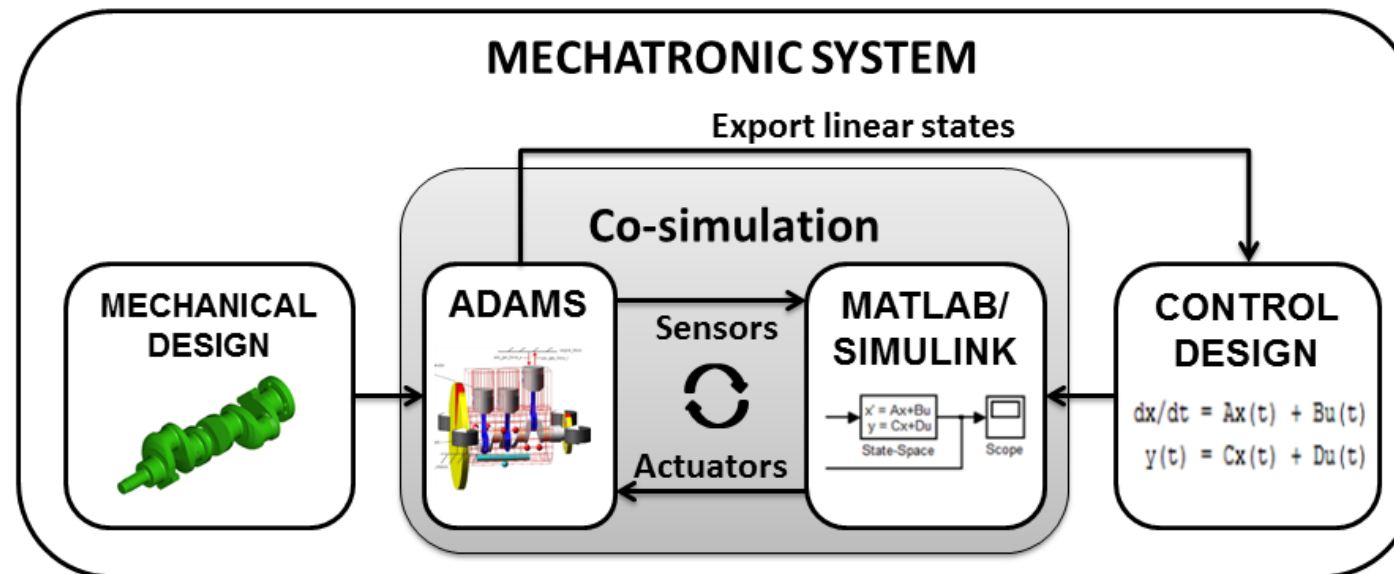 MECHATRONIC SYSTEM
Export linear states
Co-simulation
MECHANICAL
DESIGN
ADAMS
Sensors
Actuators
MATLAB/
SIMULINK
x' = Ax+Bu
y = Cx+Du
State-Space
Scope
CONTROL
DESIGN
dx/dt = Ax(t) + Bu(t)
y(t) = Cx(t) + Du(t)